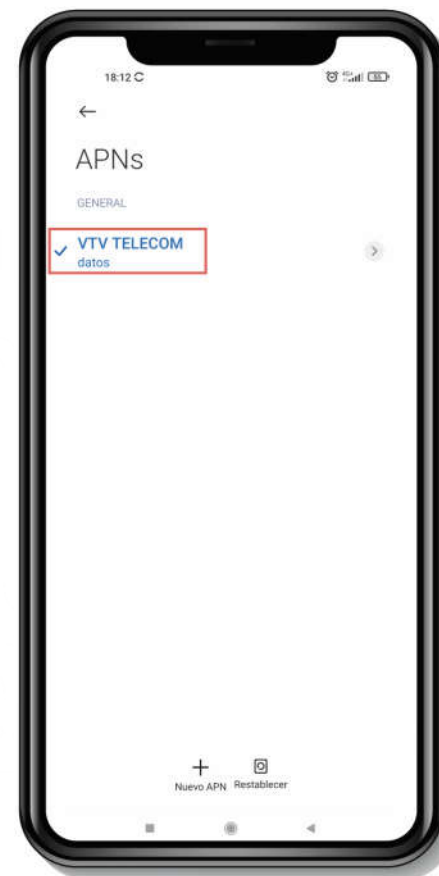 18:12
APNs
GENERAL
VTV TELECOM
datos
Nuevo APN Restablecer